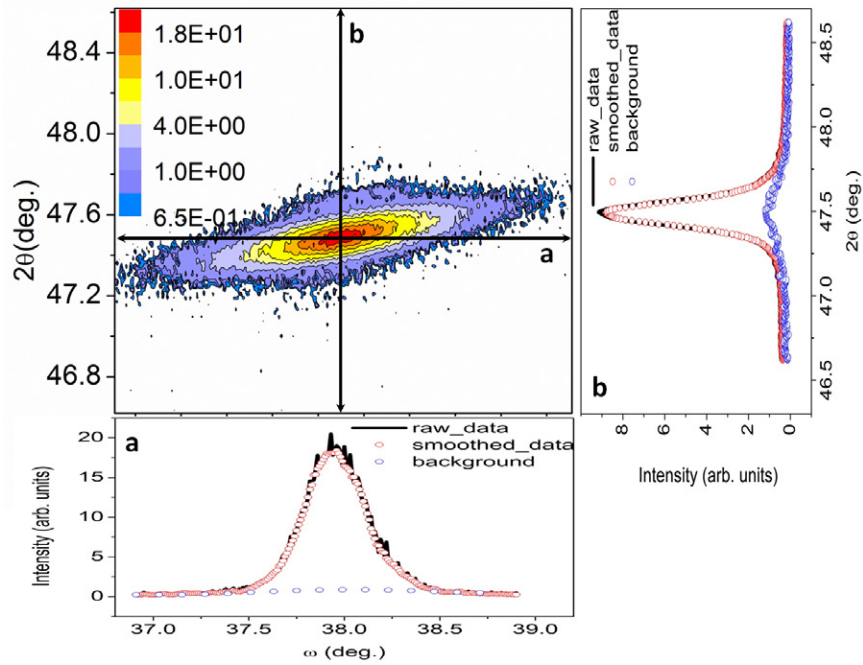 b
1.8E+01
1.0E+01
4.0E+00
1.0E+00
6.5E-01
48.4
48.0
47.6
47.2
46.8
2θ(deg.)
a
raw_data
smoothed_data
background
48.5
48.0
47.5
47.0
46.5
2θ (deg.)
b
8
6
4
2
0
Intensity (arb. units)
a
raw_data
smoothed_data
background
20
15
10
5
0
Intensity (arb. units)
37.0
37.5
38.0
38.5
39.0
ω (deg.)